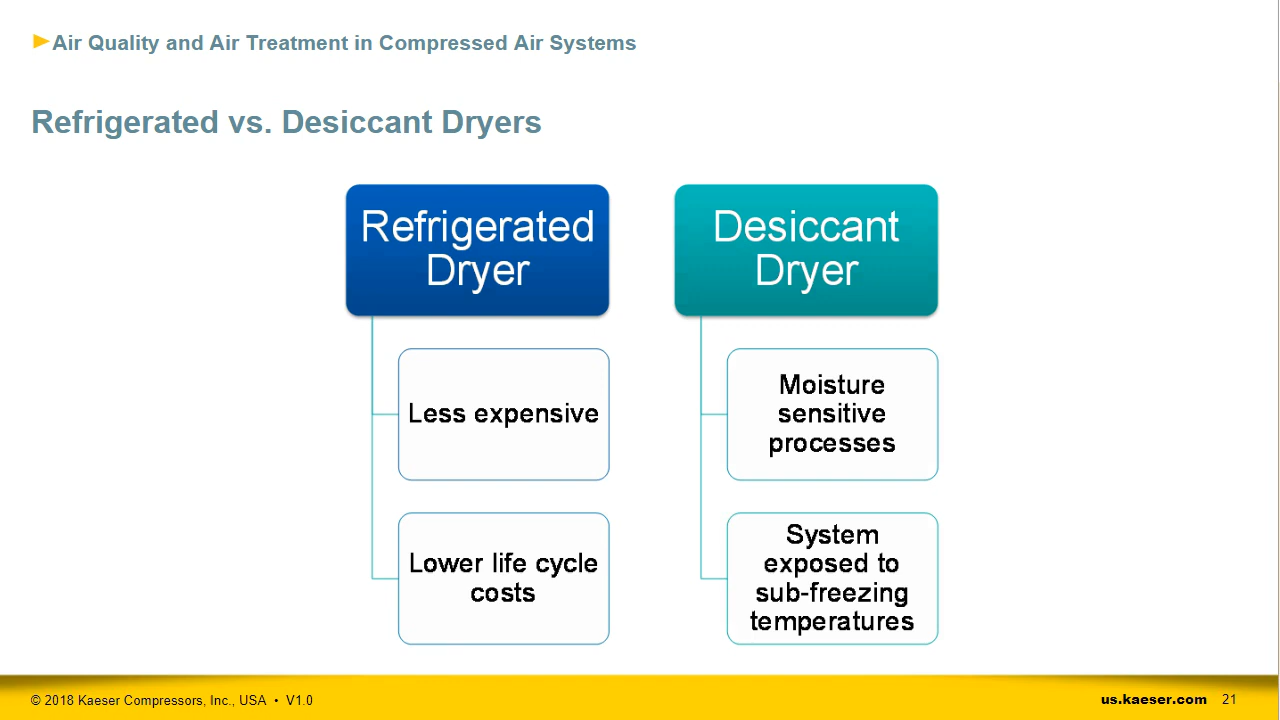 Air Quality and Air Treatment in Compressed Air Systems
Refrigerated vs. Desiccant Dryers
Refrigerated
Dryer
Less expensive
Lower life cycle
costs
Desiccant
Dryer
Moisture
sensitive
processes
System
exposed to
sub-freezing
temperatures
© 2018 Kaeser Compressors, Inc., USA • V1.0
us.kaeser.com 21